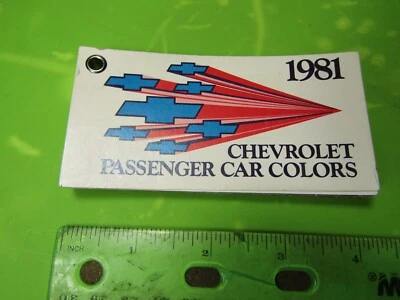 1981
CHEVROLET
PASSENGER CAR COLORS
INCH
1 2 3 4